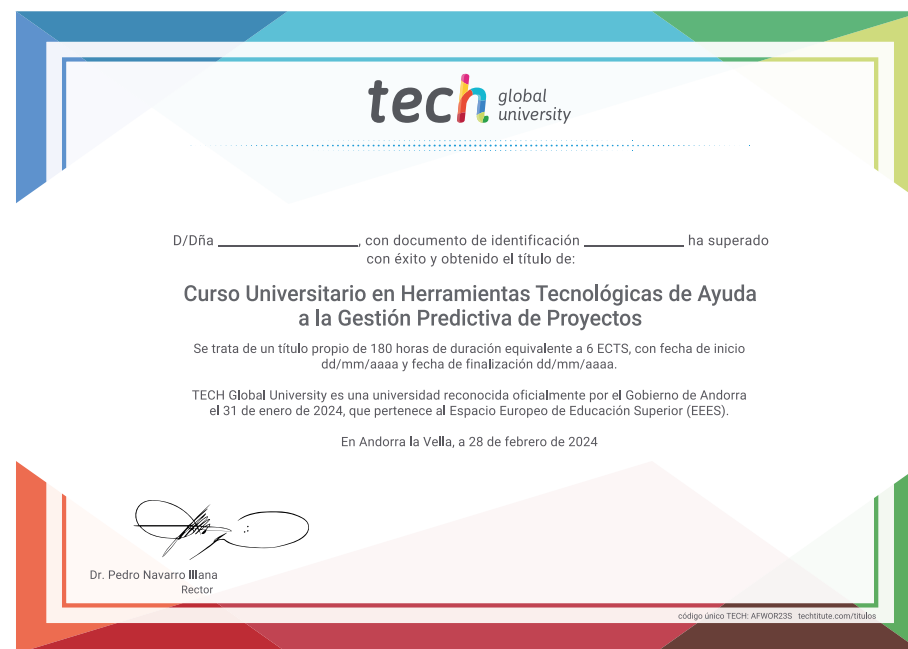 tech global university
D/Dña ____________________, con documento de identificación ______________ ha superado
con éxito y obtenido el título de:
Curso Universitario en Herramientas Tecnológicas de Ayuda
a la Gestión Predictiva de Proyectos
Se trata de un título propio de 180 horas de duración equivalente a 6 ECTS, con fecha de inicio
dd/mm/aaaa y fecha de finalización dd/mm/aaaa.
TECH Global University es una universidad reconocida oficialmente por el Gobierno de Andorra
el 31 de enero de 2024, que pertenece al Espacio Europeo de Educación Superior (EEES).
En Andorra la Vella, a 28 de febrero de 2024
Dr. Pedro Navarro Illana
Rector
código único TECH: AFWOR23S techtitute.com/titulos